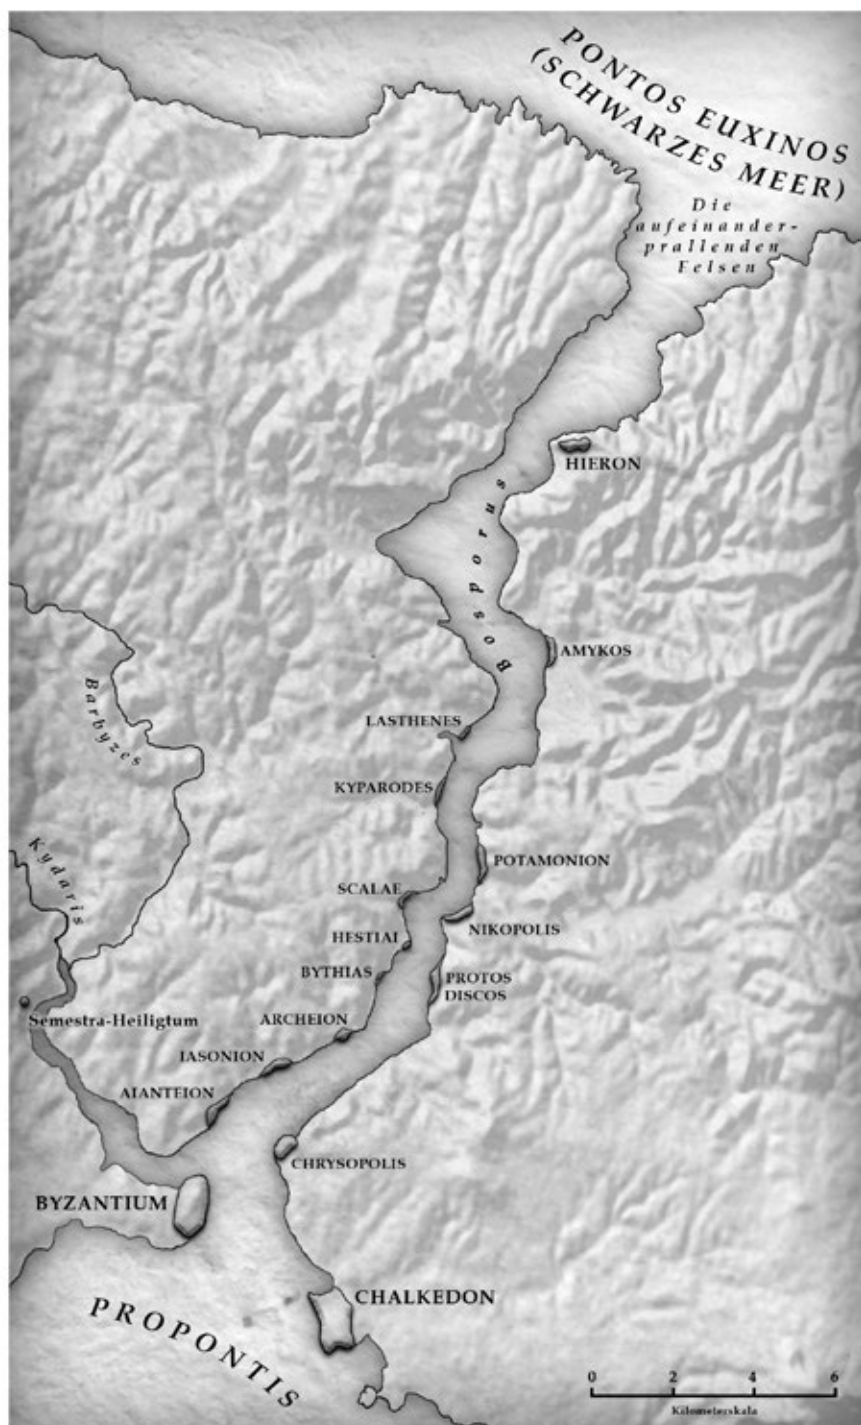 PONTOS EUXINOS
(SCHWARZES MEER)
Die
aufeinander-
prallenden
Felsen
HIERON
Bosporus
AMYKOS
LASTHENES
Barbyzes
KYPARODES
Kydaris
POTAMONION
SCALAE
NIKOPOLIS
HESTIAI
BYTHIAS
PROTOS
DISCOS
Semestra-Heiligtum
ARCHEION
IASONION
AIANTEION
CHRYSOPOLIS
BYZANTIUM
CHALKEDON
PROPONTIS
0 2 4 6
Kilometerskala